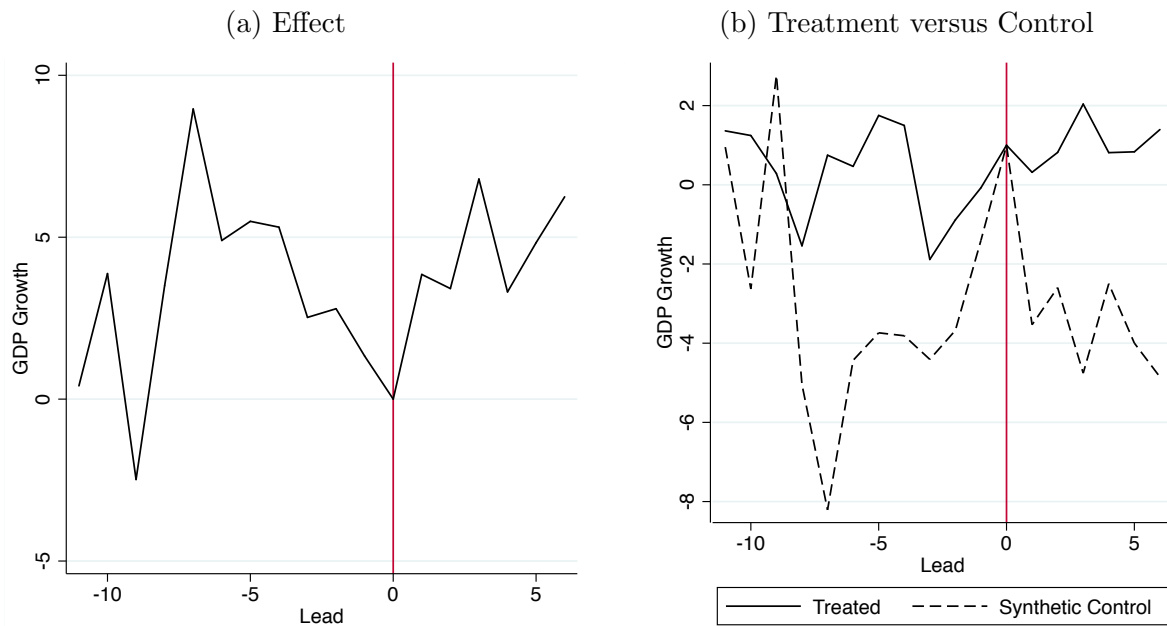 (a) Effect
GDP Growth
10
5
0
-5
-10 -5 0 5
Lead
(b) Treatment versus Control
GDP Growth
2
0
-2
-4
-6
-8
-10 -5 0 5
Lead
Treated Synthetic Control